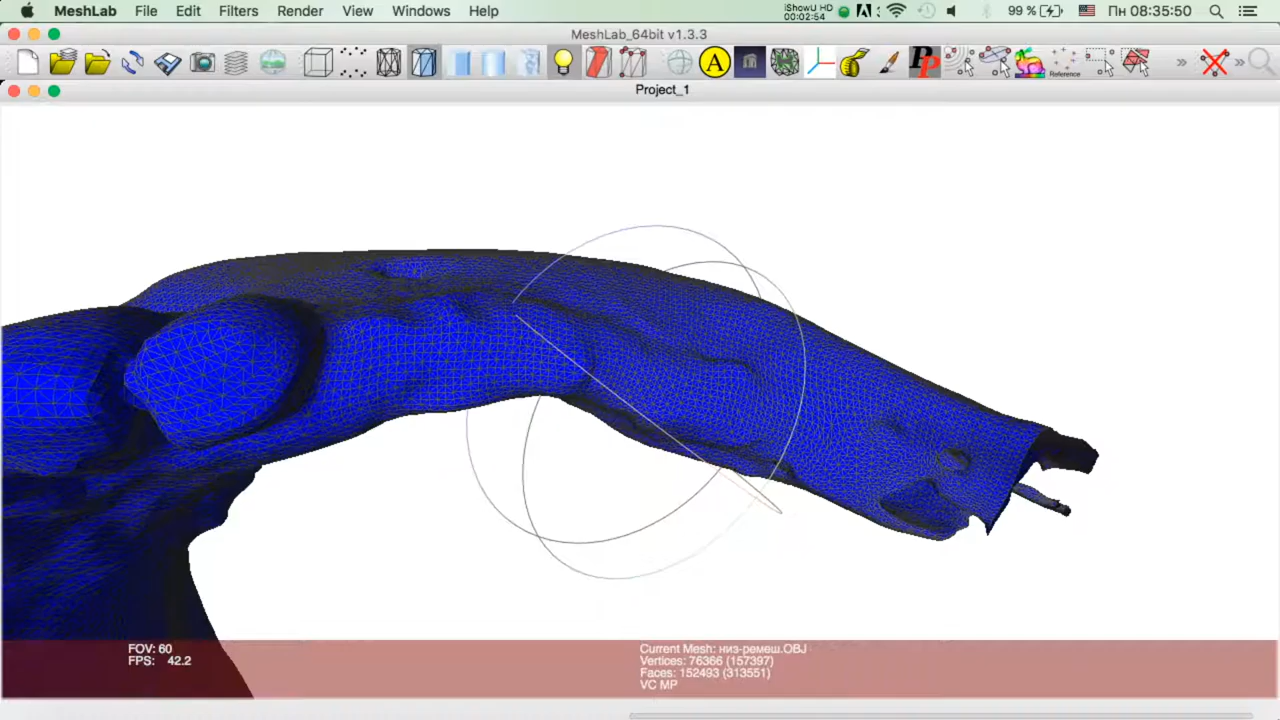 MeshLab File Edit Filters Render View Windows Help
iShowU HD
00:02:54
99 % Пн 08:35:50
MeshLab_64bit v1.3.3
A
Reference
Project_1
FOV: 60
FPS: 42.2
Current Mesh: низ-ремеш.OBJ
Vertices: 76366 (157397)
Faces: 152493 (313551)
VC MP